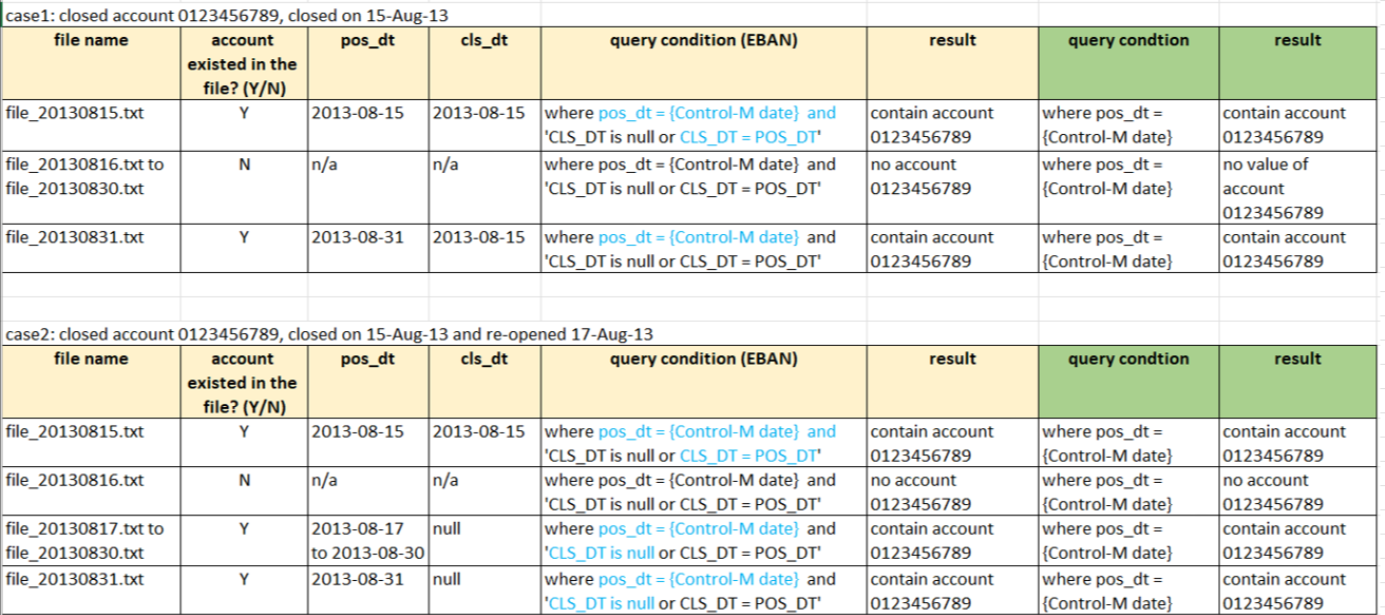 case1: closed account 0123456789, closed on 15-Aug-13
file name | account existed in the file? (Y/N) | pos_dt | cls_dt | query condition (EBAN) | result | query condtion | result
file_20130815.txt | Y | 2013-08-15 | 2013-08-15 | where pos_dt = {Control-M date} and 'CLS_DT is null or CLS_DT = POS_DT' | contain account 0123456789 | where pos_dt = {Control-M date} | contain account 0123456789
file_20130816.txt to file_20130830.txt | N | n/a | n/a | where pos_dt = {Control-M date} and 'CLS_DT is null or CLS_DT = POS_DT' | no account 0123456789 | where pos_dt = {Control-M date} | no value of account 0123456789
file_20130831.txt | Y | 2013-08-31 | 2013-08-15 | where pos_dt = {Control-M date} and 'CLS_DT is null or CLS_DT = POS_DT' | contain account 0123456789 | where pos_dt = {Control-M date} | contain account 0123456789
case2: closed account 0123456789, closed on 15-Aug-13 and re-opened 17-Aug-13
file name | account existed in the file? (Y/N) | pos_dt | cls_dt | query condition (EBAN) | result | query condtion | result
file_20130815.txt | Y | 2013-08-15 | 2013-08-15 | where pos_dt = {Control-M date} and 'CLS_DT is null or CLS_DT = POS_DT' | contain account 0123456789 | where pos_dt = {Control-M date} | contain account 0123456789
file_20130816.txt | N | n/a | n/a | where pos_dt = {Control-M date} and 'CLS_DT is null or CLS_DT = POS_DT' | no account 0123456789 | where pos_dt = {Control-M date} | no account 0123456789
file_20130817.txt to file_20130830.txt | Y | 2013-08-17 to 2013-08-30 | null | where pos_dt = {Control-M date} and 'CLS_DT is null or CLS_DT = POS_DT' | contain account 0123456789 | where pos_dt = {Control-M date} | contain account 0123456789
file_20130831.txt | Y | 2013-08-31 | null | where pos_dt = {Control-M date} and 'CLS_DT is null or CLS_DT = POS_DT' | contain account 0123456789 | where pos_dt = {Control-M date} | contain account 0123456789